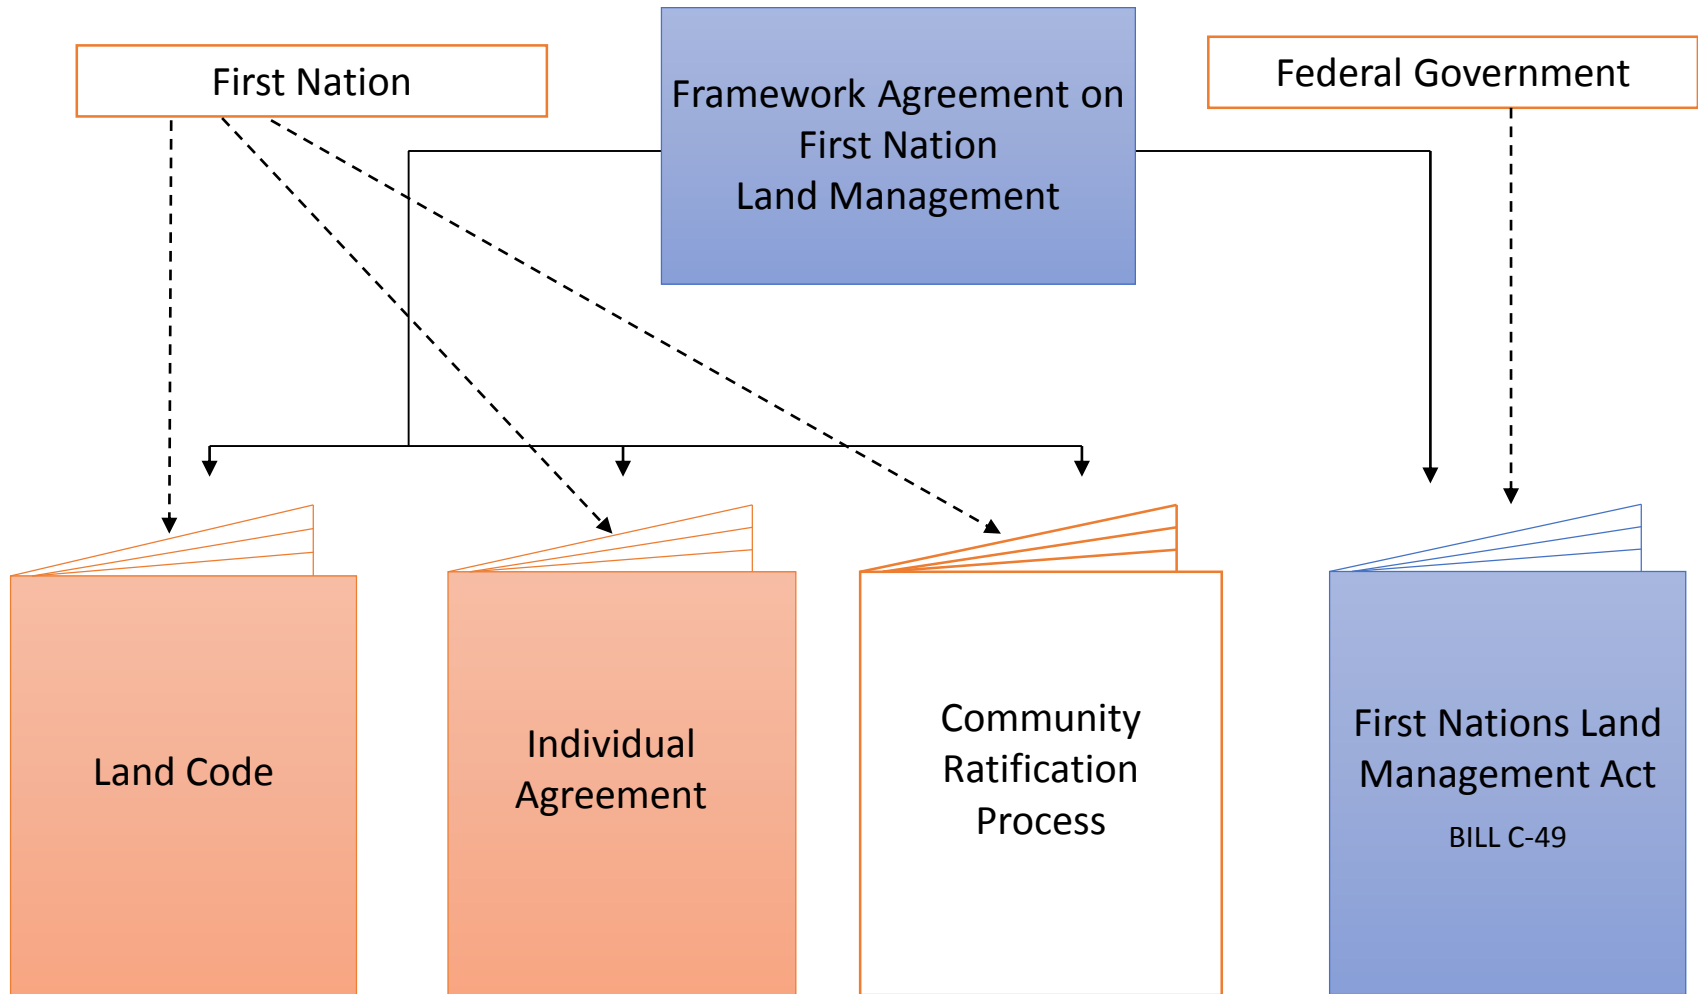 First Nation
Framework Agreement on
First Nation
Land Management
Federal Government
Land Code
Individual
Agreement
Community
Ratification
Process
First Nations Land
Management Act
BILL C-49